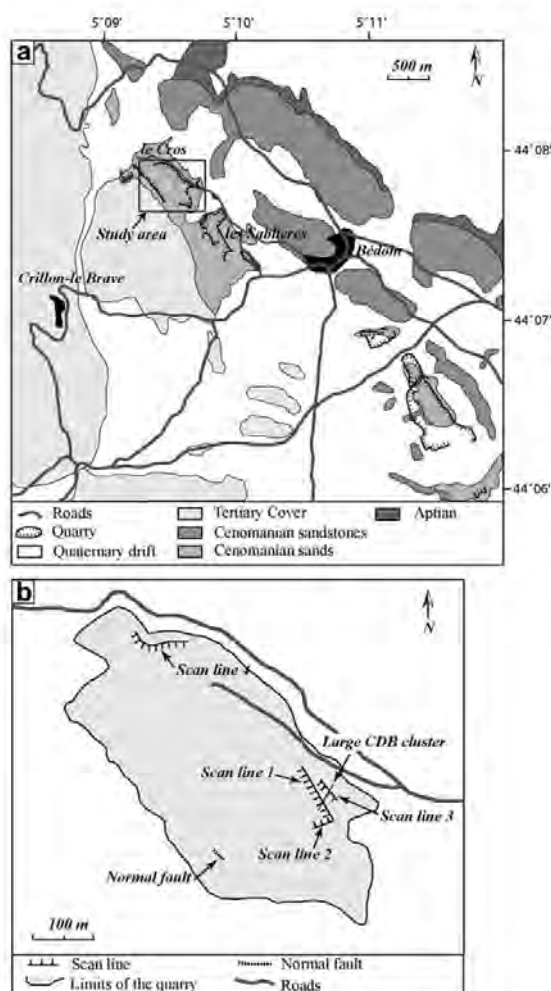 5°09' 5°10' 5°11'
a
500 m
N
le Cros
44°08'
Study area
les Sablieres
Bédoin
Crillon-le Brave
44°07'
44°06'
Roads
Tertiary Cover
Aptian
Quarry
Cenomanian sandstones
Quaternary drift
Cenomanian sands
b
N
Scan line 4
Large CDB cluster
Scan line 1
Scan line 3
Scan line 2
Normal fault
100 m
Scan line
Normal fault
Limits of the quarry
Roads